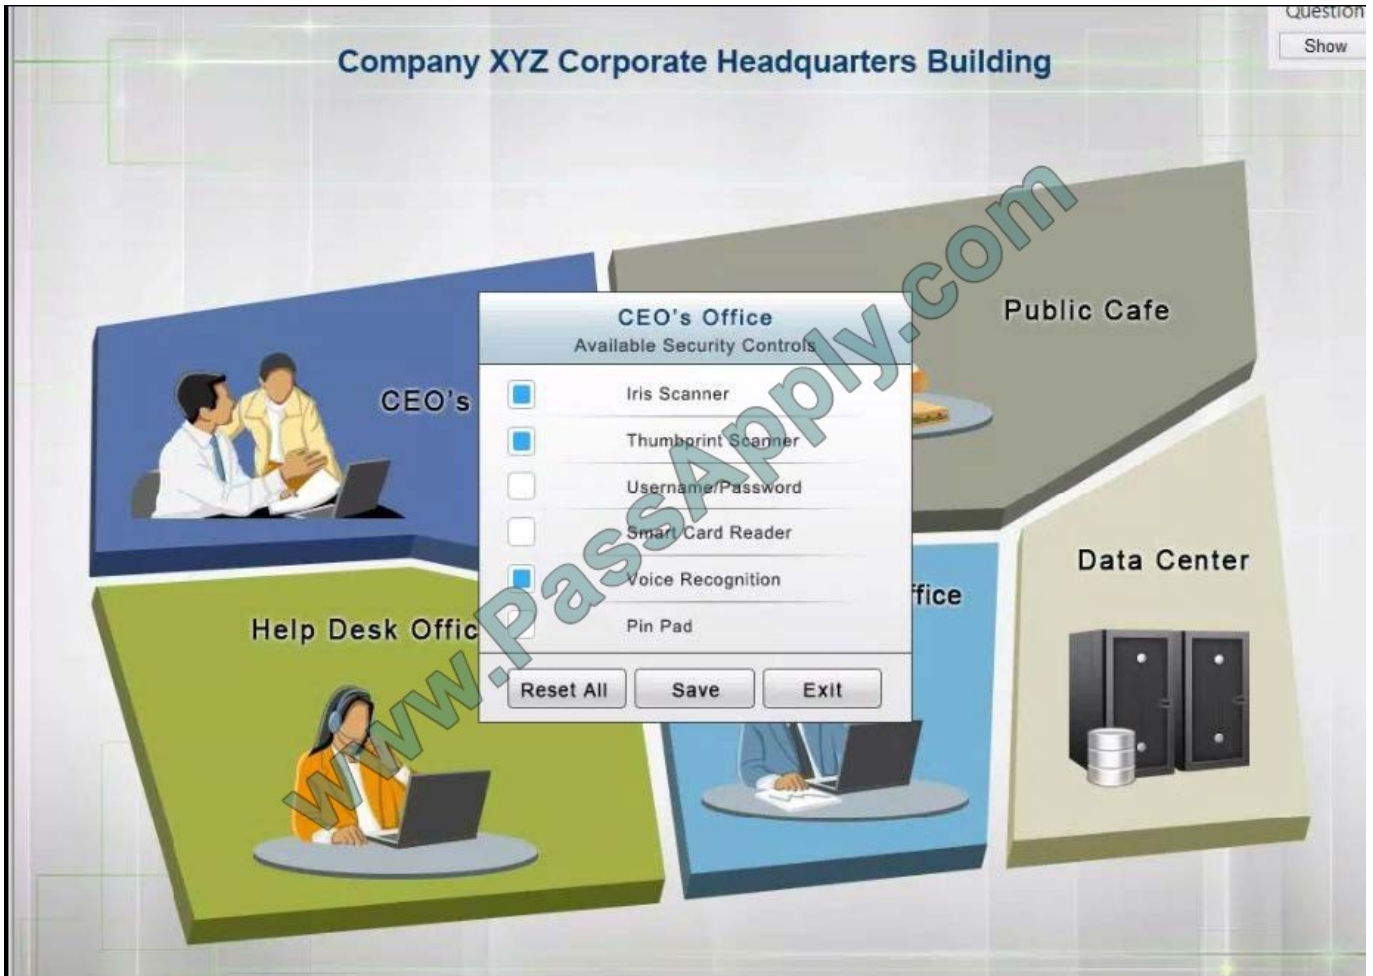 Question
Show
Company XYZ Corporate Headquarters Building
Public Cafe
CEO's
CEO's Office
Available Security Controls
Iris Scanner
Thumbprint Scanner
Username/Password
Smart Card Reader
Voice Recognition
Pin Pad
Reset All
Save
Exit
Help Desk Offic
ffice
Data Center
www.PassApply.com